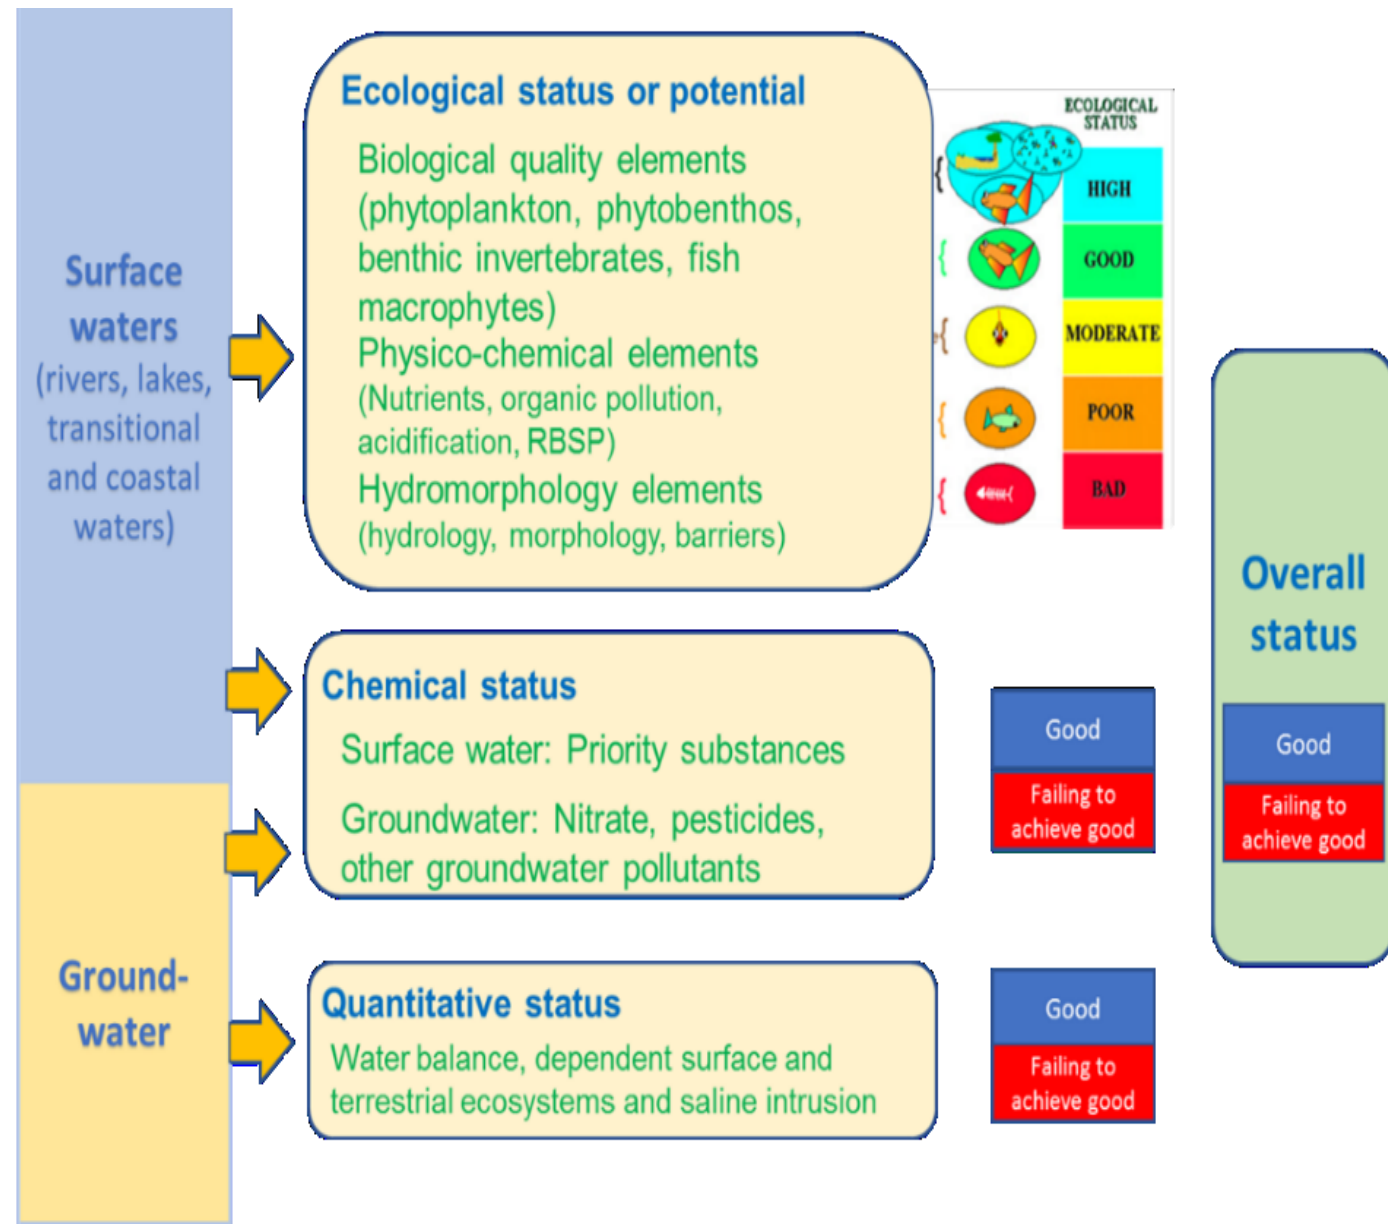 Surface
waters
(rivers, lakes,
transitional
and coastal
waters)
Ground-
water
Ecological status or potential
Biological quality elements
(phytoplankton, phytobenthos,
benthic invertebrates, fish
macrophytes)
Physico-chemical elements
(Nutrients, organic pollution,
acidification, RBSP)
Hydromorphology elements
(hydrology, morphology, barriers)
ECOLOGICAL
STATUS
HIGH
GOOD
MODERATE
POOR
BAD
Chemical status
Surface water: Priority substances
Groundwater: Nitrate, pesticides,
other groundwater pollutants
Good
Failing to
achieve good
Quantitative status
Water balance, dependent surface and
terrestrial ecosystems and saline intrusion
Good
Failing to
achieve good
Overall
status
Good
Failing to
achieve good